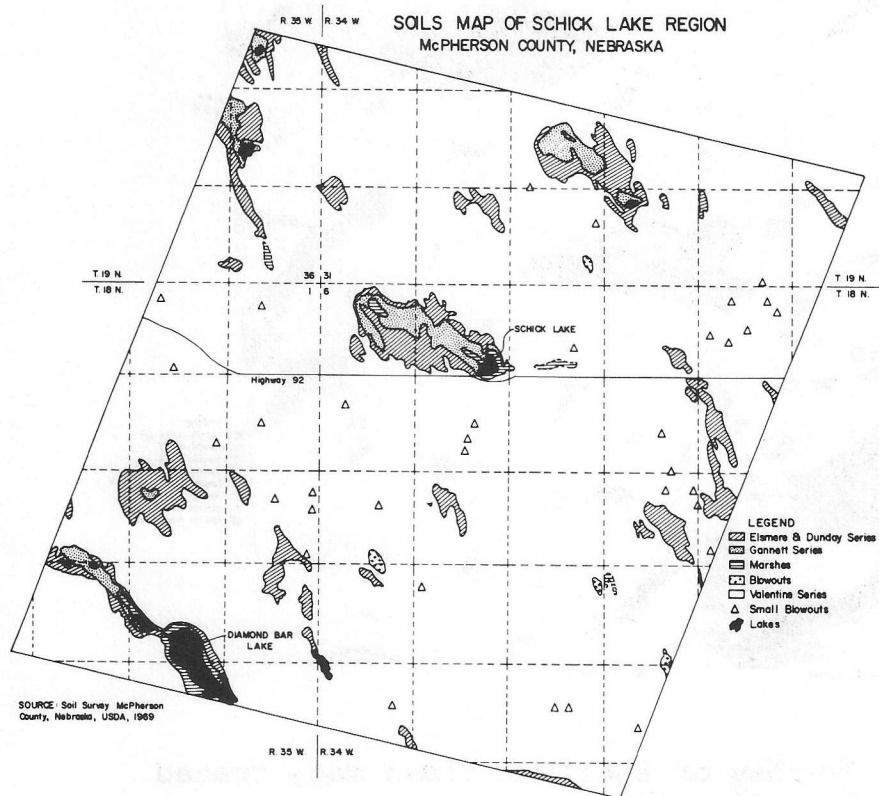 R. 35 W. R. 34 W.
SOILS MAP OF SCHICK LAKE REGION
McPHERSON COUNTY, NEBRASKA
T. 19 N.
T. 18 N.
36 31
1 6
T. 19 N.
T. 18 N.
SCHICK LAKE
Highway 92
LEGEND
Elsmere & Dunday Series
Gannett Series
Marshes
Blowouts
Valentine Series
Small Blowouts
Lakes
DIAMOND BAR
LAKE
SOURCE: Soil Survey McPherson
County, Nebraska, USDA, 1969
R. 35 W. R. 34 W.